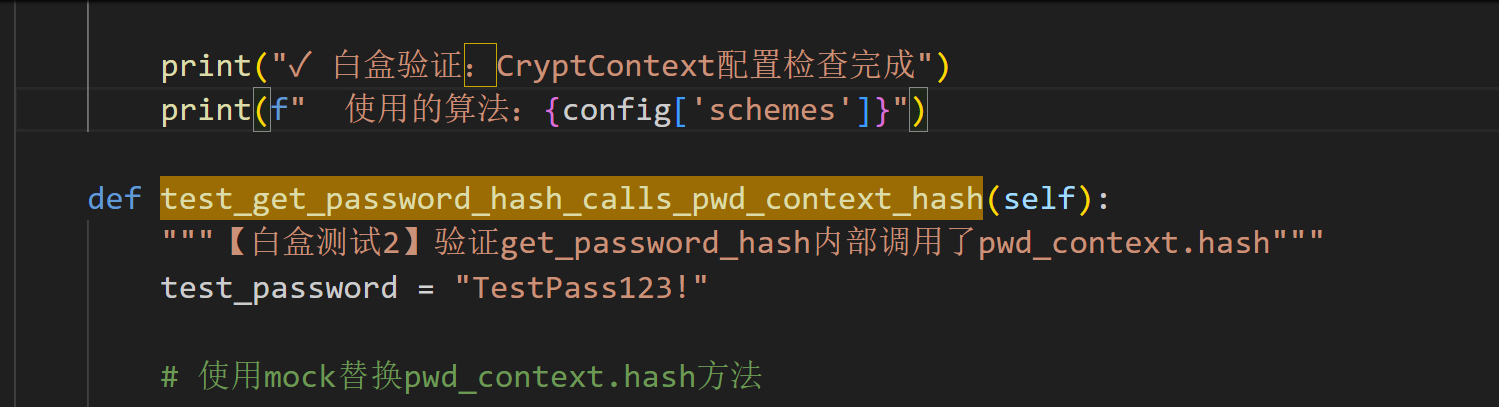 print("✓ 白盒验证：CryptContext配置检查完成")
print(f"  使用的算法：{config['schemes']}")
def test_get_password_hash_calls_pwd_context_hash(self):
"""【白盒测试2】验证get_password_hash内部调用了pwd_context.hash"""
test_password = "TestPass123!"
# 使用mock替换pwd_context.hash方法